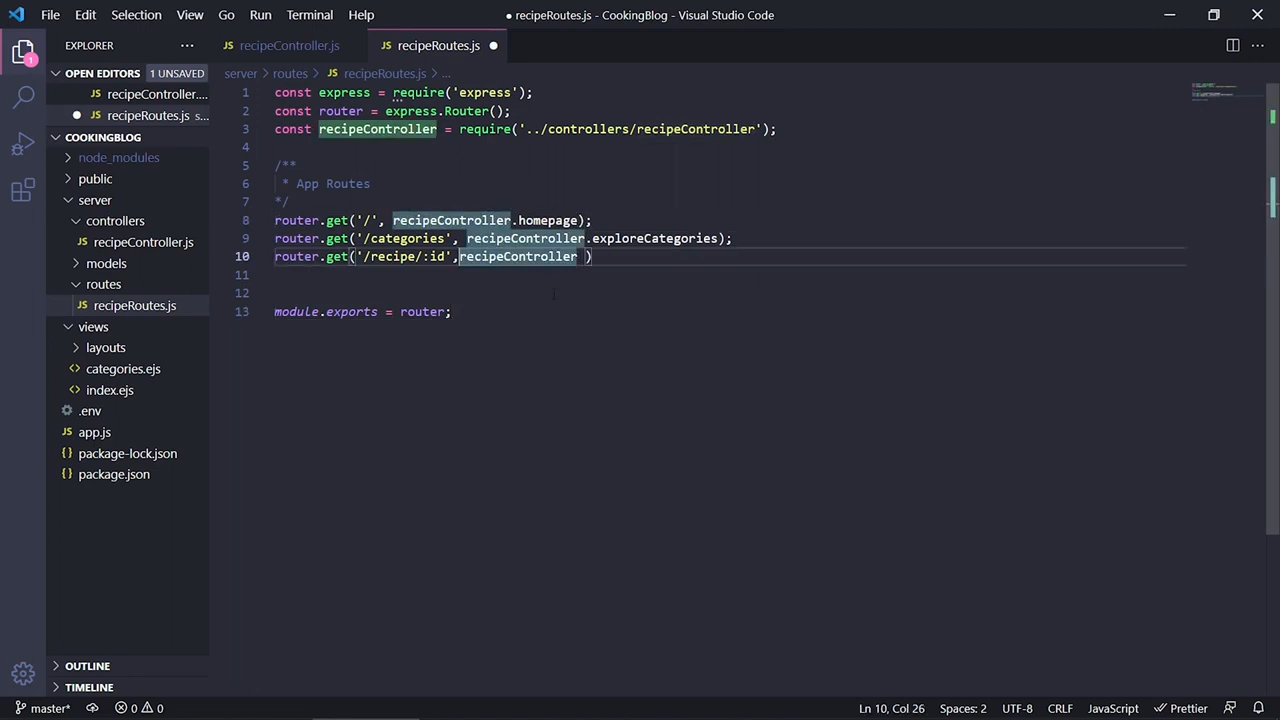 File Edit Selection View Go Run Terminal Help
● recipeRoutes.js - CookingBlog - Visual Studio Code
EXPLORER
OPEN EDITORS 1 UNSAVED
recipeController....
recipeRoutes.js s...
COOKINGBLOG
node_modules
public
server
controllers
recipeController.js
models
routes
recipeRoutes.js
views
layouts
categories.ejs
index.ejs
.env
app.js
package-lock.json
package.json
OUTLINE
TIMELINE
JS recipeController.js JS recipeRoutes.js ●
server > routes > JS recipeRoutes.js > ...
1 const express = require('express');
2 const router = express.Router();
3 const recipeController = require('../controllers/recipeController');
4
5 /**
6 * App Routes
7 */
8 router.get('/', recipeController.homepage);
9 router.get('/categories', recipeController.exploreCategories);
10 router.get('/recipe/:id',recipeController )
11
12
13 module.exports = router;
master* 0 0 Ln 10, Col 26 Spaces: 2 UTF-8 CRLF JavaScript Prettier